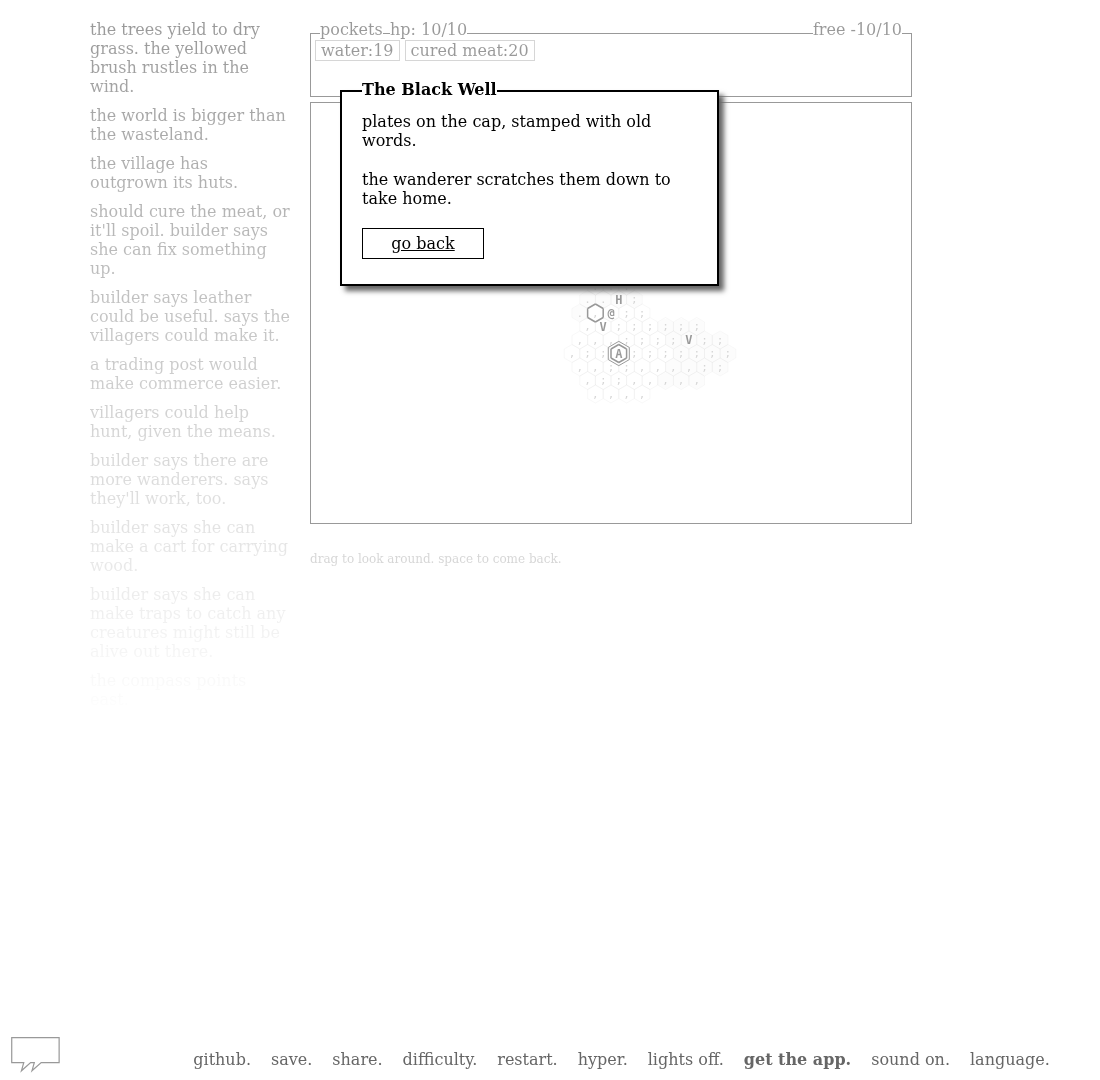 the trees yield to dry
grass. the yellowed
brush rustles in the
wind.
the world is bigger than
the wasteland.
the village has
outgrown its huts.
should cure the meat, or
it'll spoil. builder says
she can fix something
up.
builder says leather
could be useful. says the
villagers could make it.
a trading post would
make commerce easier.
villagers could help
hunt, given the means.
builder says there are
more wanderers. says
they'll work, too.
builder says she can
make a cart for carrying
wood.
builder says she can
make traps to catch any
creatures might still be
alive out there
the compass points
pockets hp: 10/10 free -10/10
water:19 cured meat:20
The Black Well
plates on the cap, stamped with old
words.
the wanderer scratches them down to
take home.
go back
H
@
V
V
A
drag to look around. space to come back.
github. save. share. difficulty. restart. hyper. lights off. get the app. sound on. language.